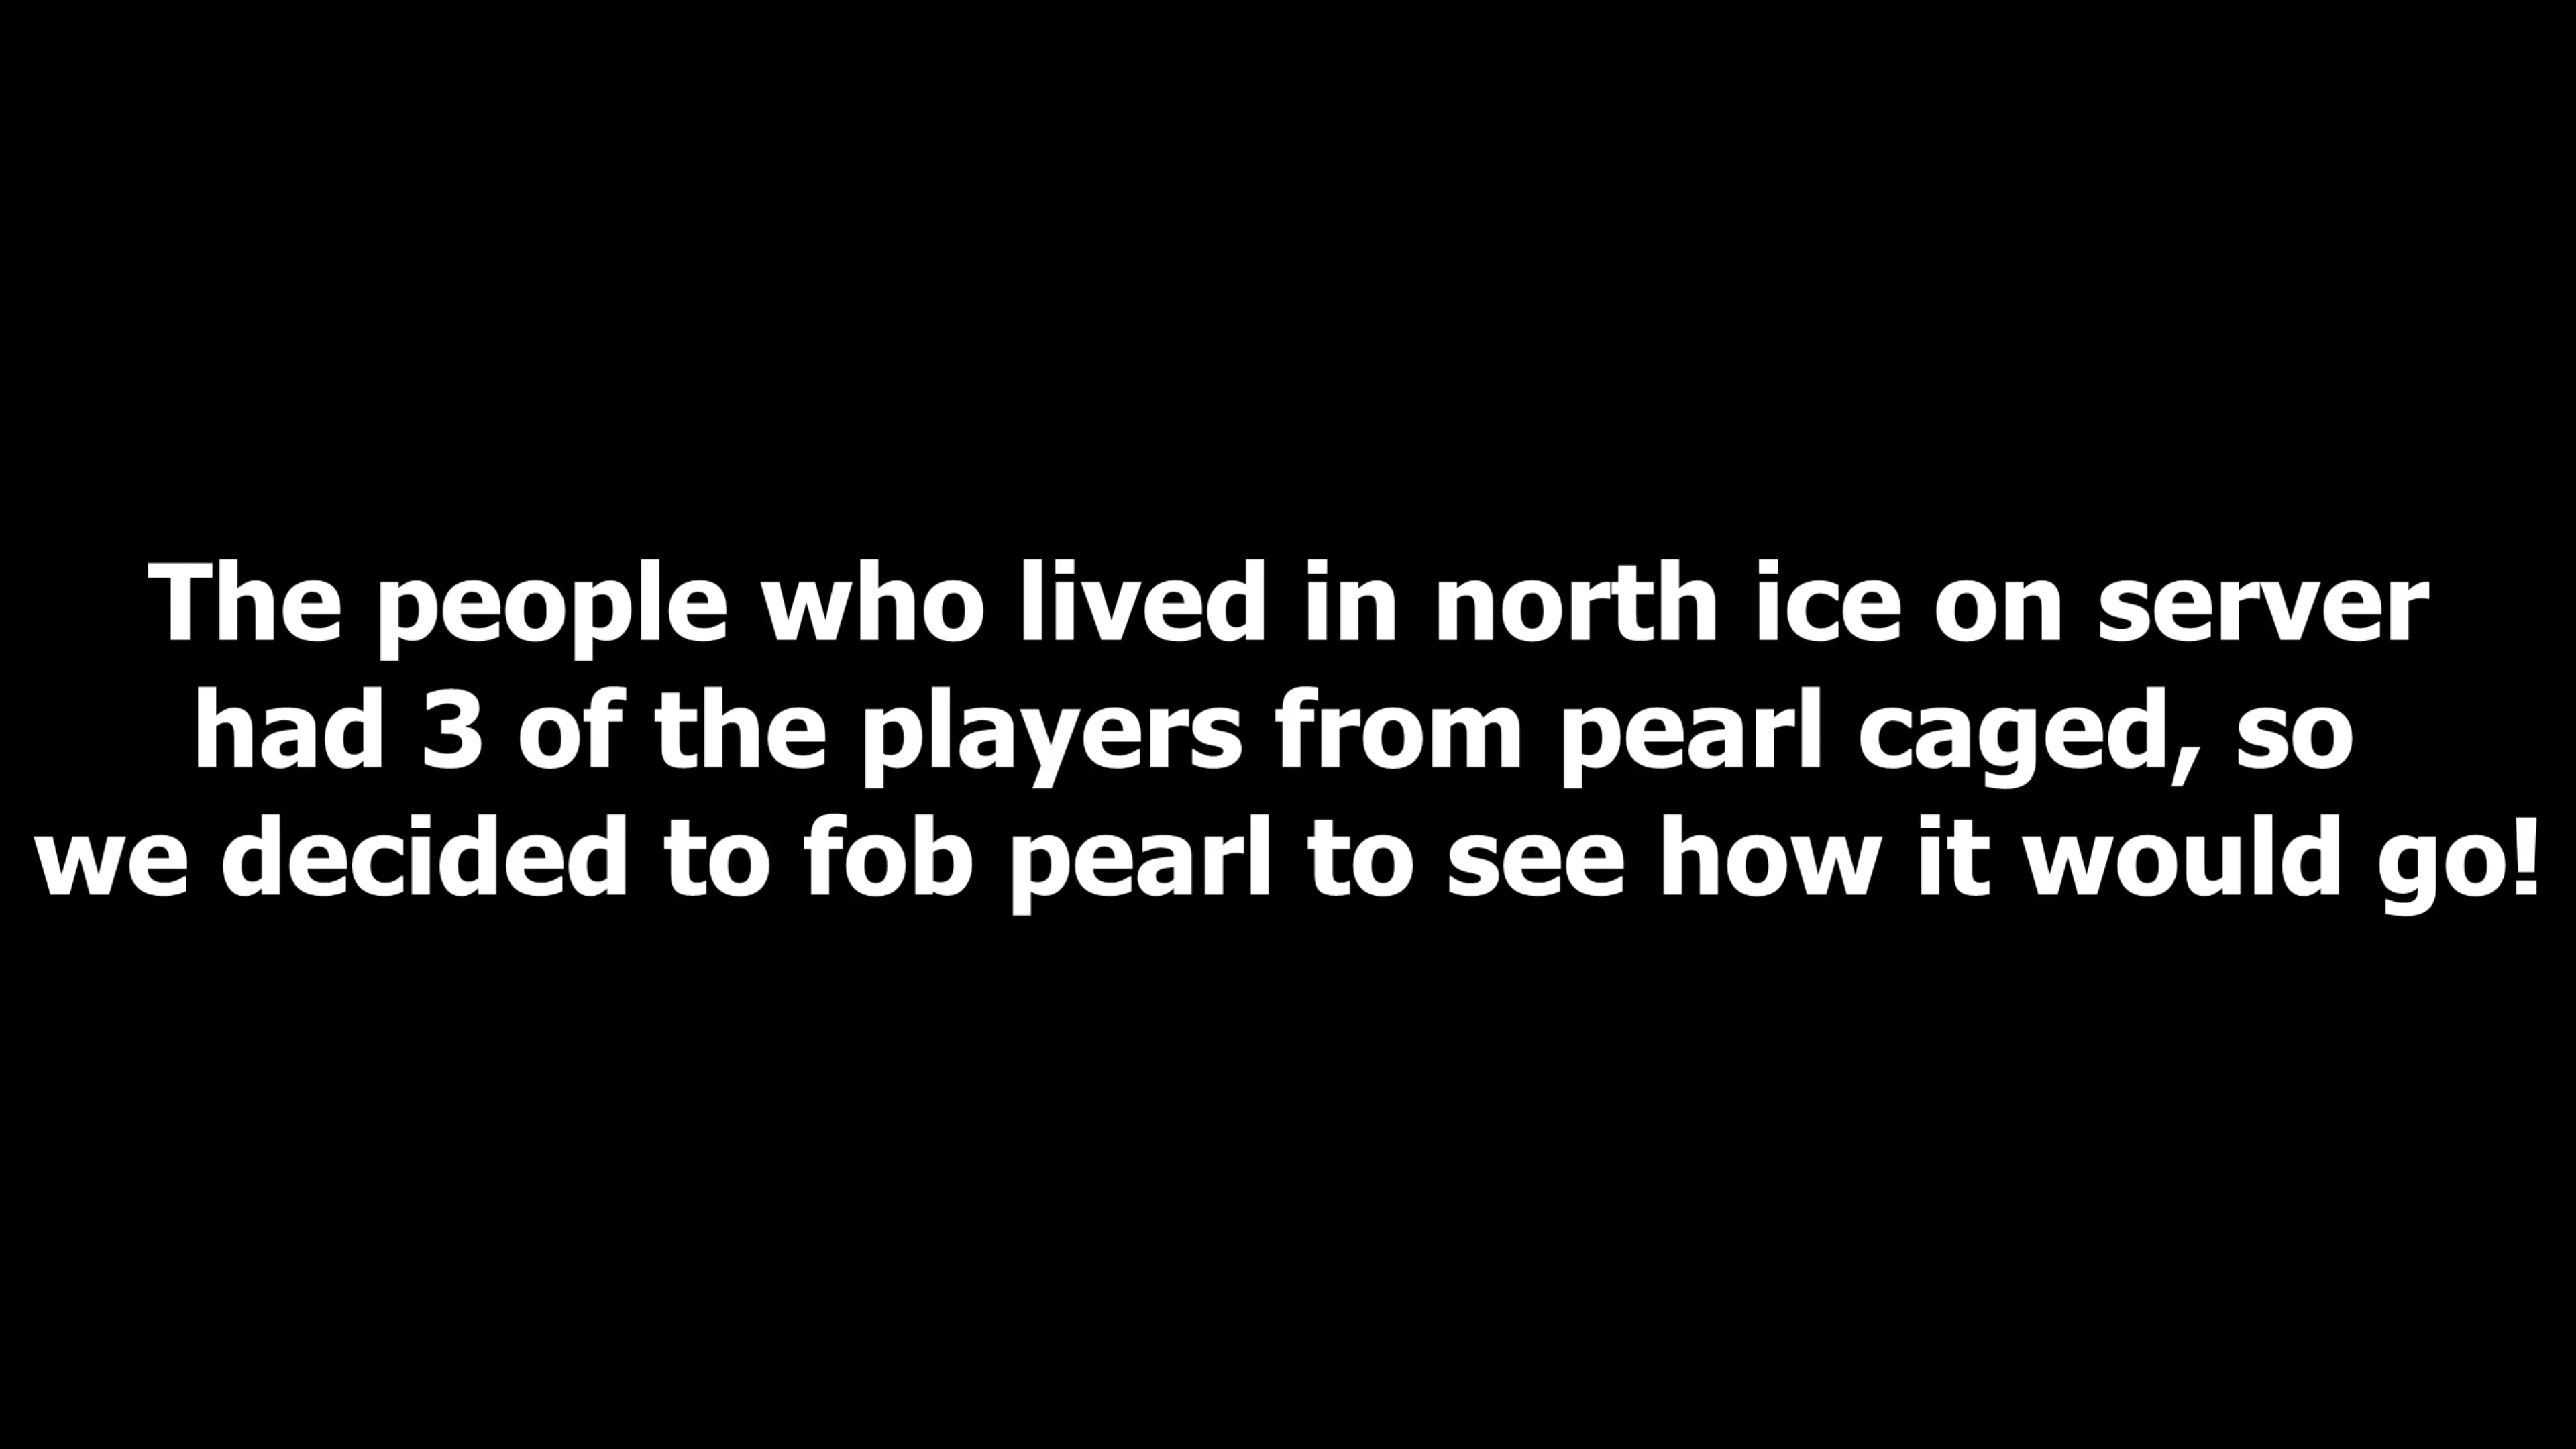 The people who lived in north ice on server
had 3 of the players from pearl caged, so
we decided to fob pearl to see how it would go!